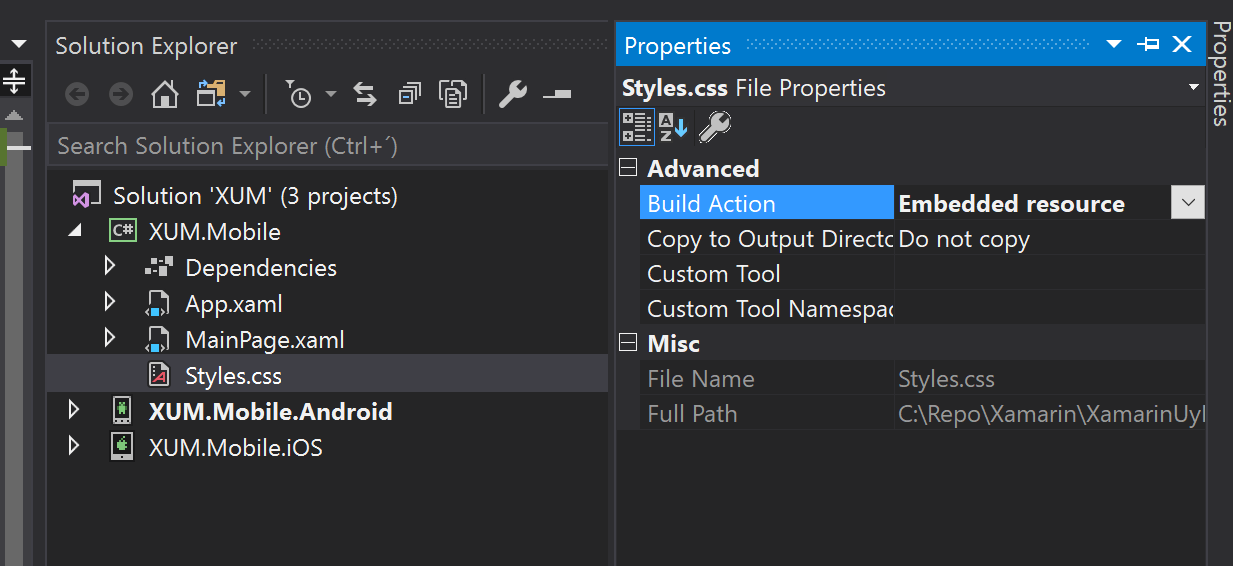 Solution Explorer
Search Solution Explorer (Ctrl+´)
Solution 'XUM' (3 projects)
C# XUM.Mobile
Dependencies
App.xaml
MainPage.xaml
Styles.css
XUM.Mobile.Android
XUM.Mobile.iOS
Properties
Styles.css File Properties
A
Z
Advanced
Build Action Embedded resource
Copy to Output Directo Do not copy
Custom Tool
Custom Tool Namespac
Misc
File Name Styles.css
Full Path C:\Repo\Xamarin\XamarinUy
Properties